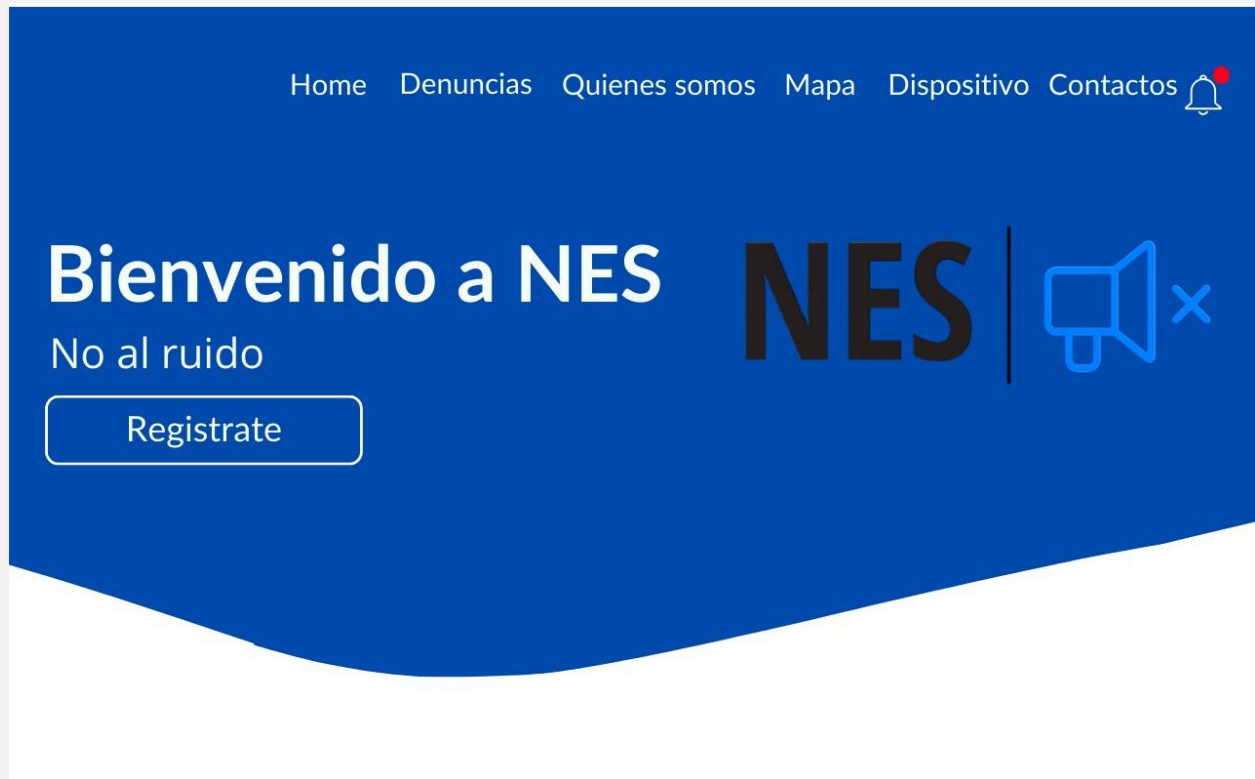 Home Denuncias Quienes somos Mapa Dispositivo Contactos
Bienvenido a NES
No al ruido
Registrate
NES